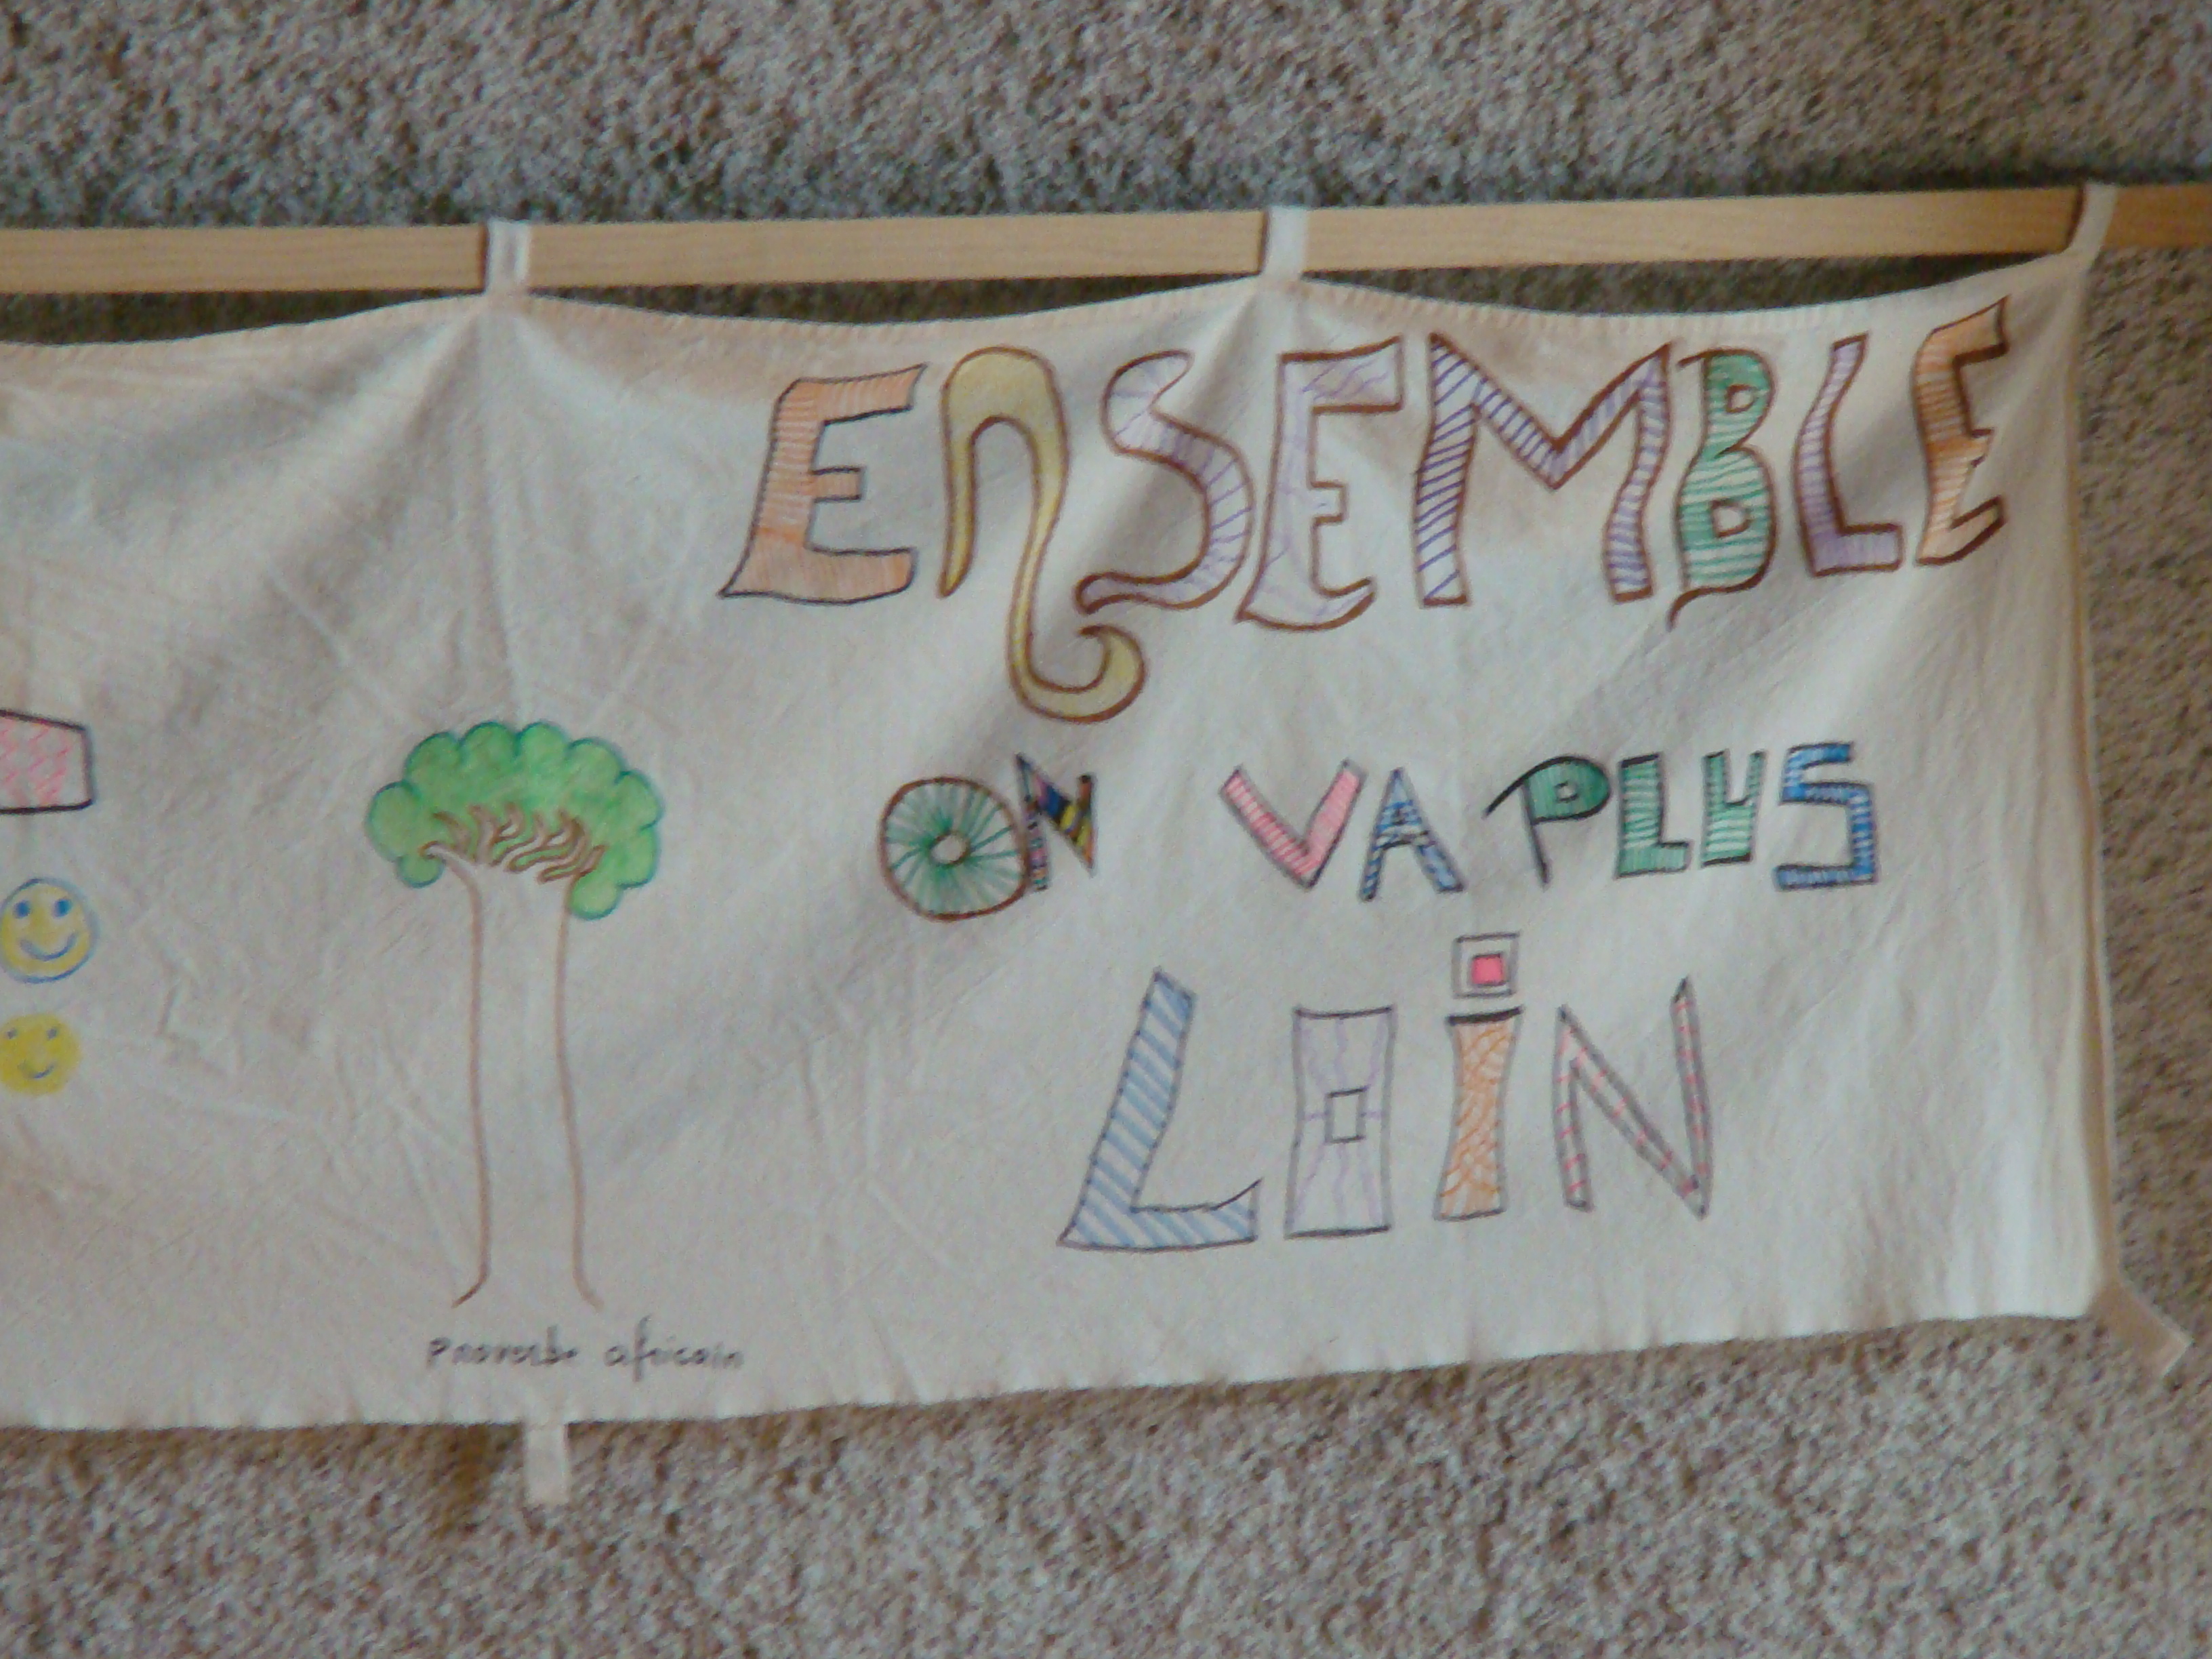 ENSEMBLE
ON VA PLUS
LOiN
Proverbe africain